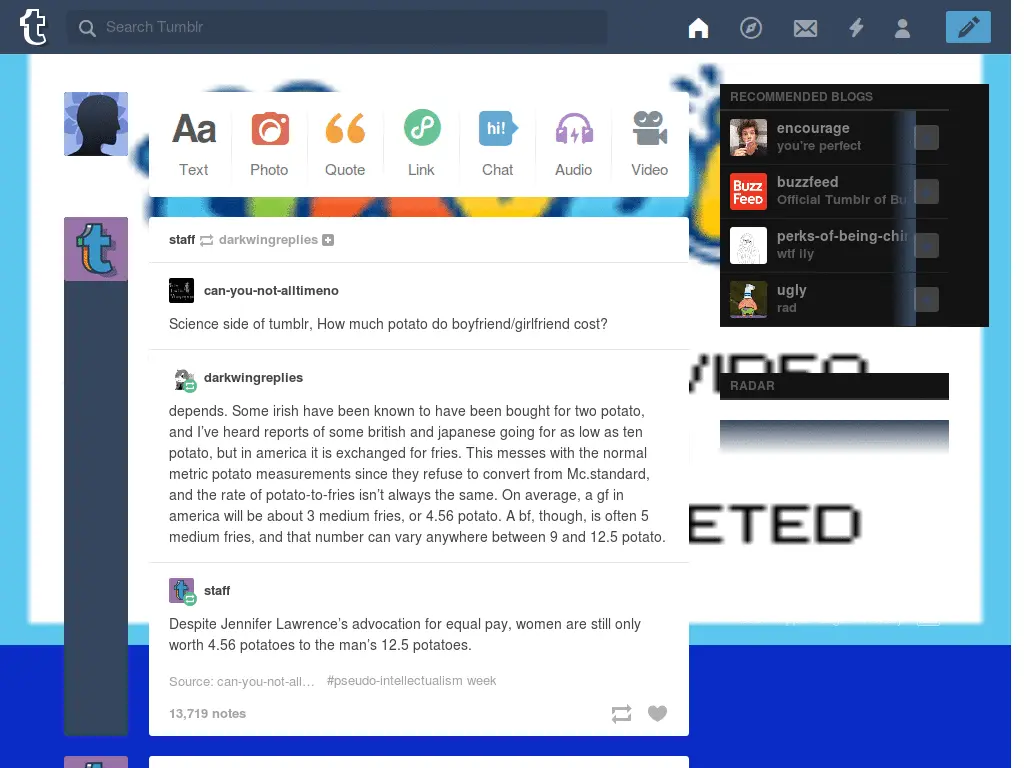 Search Tumblr
Aa
hi!
Text
Photo
Quote
Link
Chat
Audio
Video
RECOMMENDED BLOGS
encourage
you're perfect
BUZZ
FEED
buzzfeed
Official Tumblr of Bu
perks-of-being-chin
wtf ily
ugly
rad
VIDEO
RADAR
ETED
staff darkwingreplies
can-you-not-alltimeno
Science side of tumblr, How much potato do boyfriend/girlfriend cost?
darkwingreplies
depends. Some irish have been known to have been bought for two potato,
and I’ve heard reports of some british and japanese going for as low as ten
potato, but in america it is exchanged for fries. This messes with the normal
metric potato measurements since they refuse to convert from Mc.standard,
and the rate of potato-to-fries isn’t always the same. On average, a gf in
america will be about 3 medium fries, or 4.56 potato. A bf, though, is often 5
medium fries, and that number can vary anywhere between 9 and 12.5 potato.
staff
Despite Jennifer Lawrence’s advocation for equal pay, women are still only
worth 4.56 potatoes to the man’s 12.5 potatoes.
Source: can-you-not-all… #pseudo-intellectualism week
13,719 notes